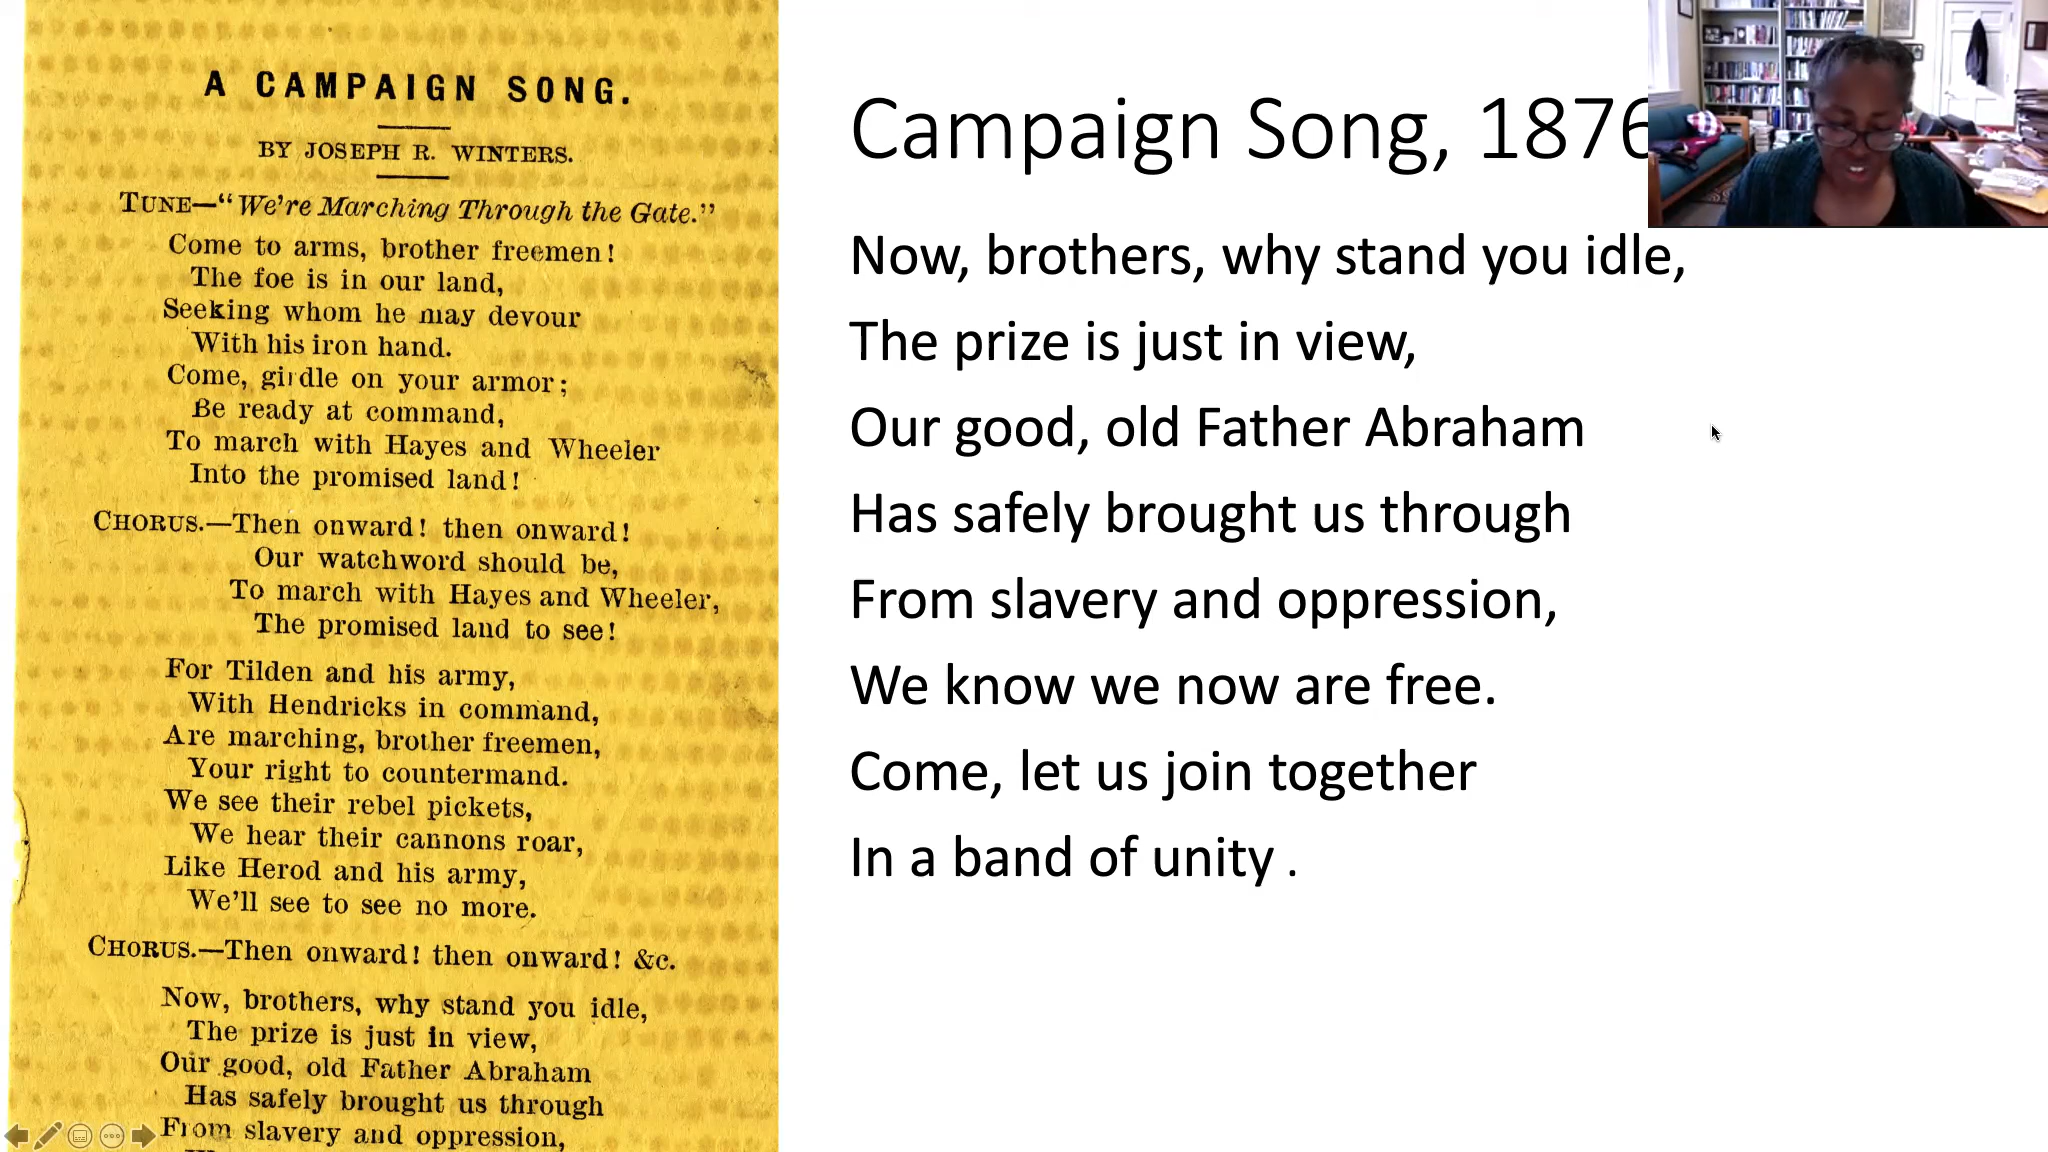 A CAMPAIGN SONG.
BY JOSEPH R. WINTERS.
TUNE—"We're Marching Through the Gate."
Come to arms, brother freemen!
The foe is in our land,
Seeking whom he may devour
With his iron hand.
Come, girdle on your armor;
Be ready at command,
To march with Hayes and Wheeler
Into the promised land!
CHORUS.—Then onward! then onward!
Our watchword should be,
To march with Hayes and Wheeler,
The promised land to see!
For Tilden and his army,
With Hendricks in command,
Are marching, brother freemen,
Your right to countermand.
We see their rebel pickets,
We hear their cannons roar,
Like Herod and his army,
We'll see to see no more.
CHORUS.—Then onward! then onward! &c.
Now, brothers, why stand you idle,
The prize is just in view,
Our good, old Father Abraham
Has safely brought us through
From slavery and oppression,
Campaign Song, 1876
Now, brothers, why stand you idle,
The prize is just in view,
Our good, old Father Abraham
Has safely brought us through
From slavery and oppression,
We know we now are free.
Come, let us join together
In a band of unity .